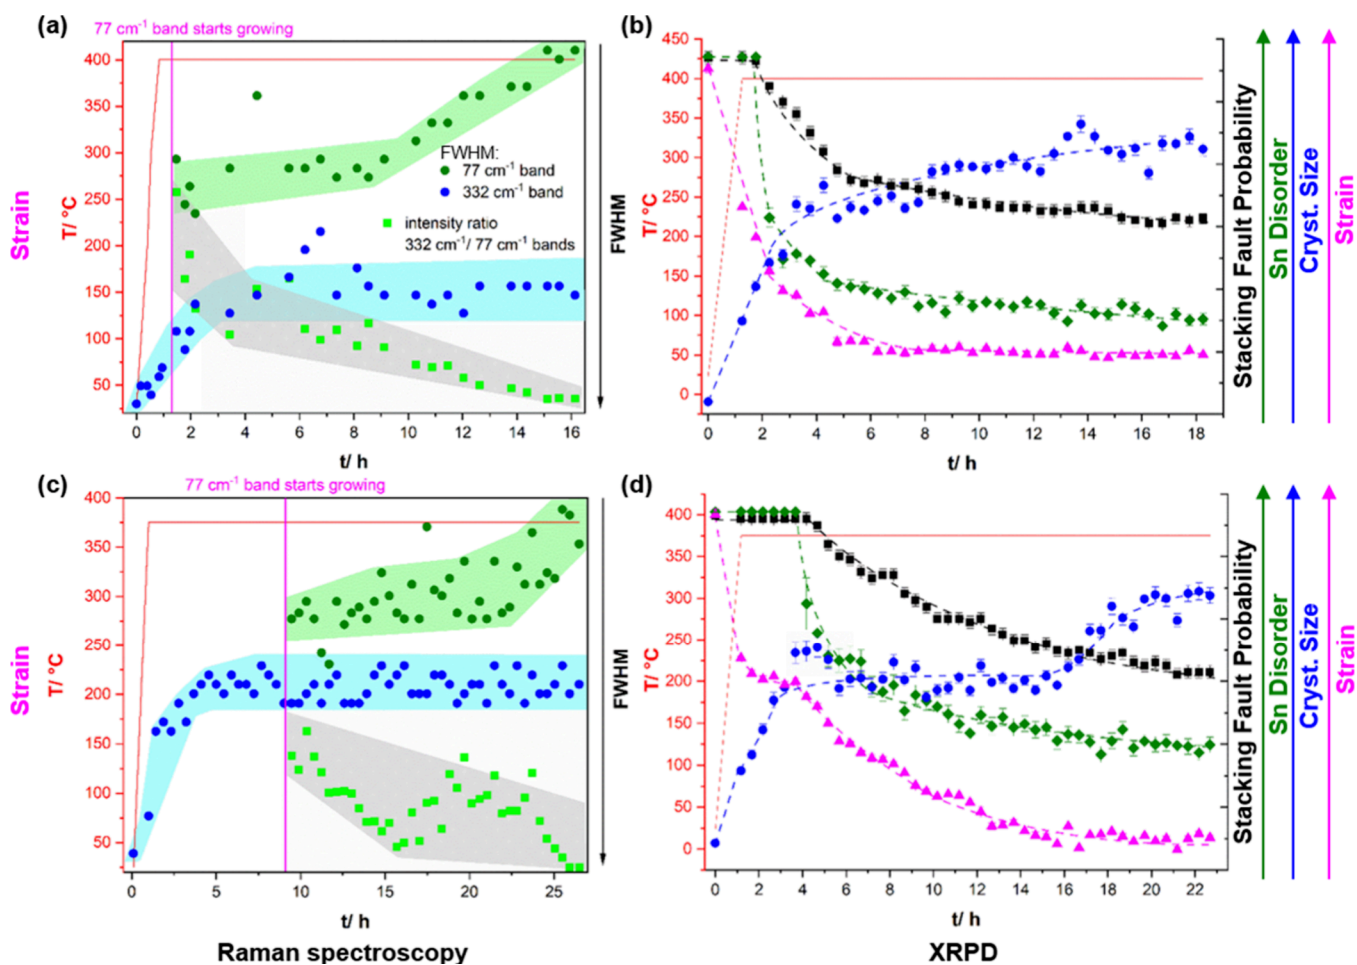 (a)
77 cm⁻¹ band starts growing
Strain
T/ °C
400
350
300
250
200
150
100
50
0 2 4 6 8 10 12 14 16
t/ h
FWHM:
77 cm⁻¹ band
332 cm⁻¹ band
intensity ratio
332 cm⁻¹/ 77 cm⁻¹ bands
FWHM
(b)
T/ °C
450
400
350
300
250
200
150
100
50
0
0 2 4 6 8 10 12 14 16 18
t/ h
Stacking Fault Probability
Sn Disorder
Cryst. Size
Strain
(c)
77 cm⁻¹ band starts growing
Strain
T/ °C
400
350
300
250
200
150
100
50
0 5 10 15 20 25
t/ h
FWHM
Raman spectroscopy
(d)
T/ °C
400
350
300
250
200
150
100
50
0
0 2 4 6 8 10 12 14 16 18 20 22
t/ h
Stacking Fault Probability
Sn Disorder
Cryst. Size
Strain
XRPD